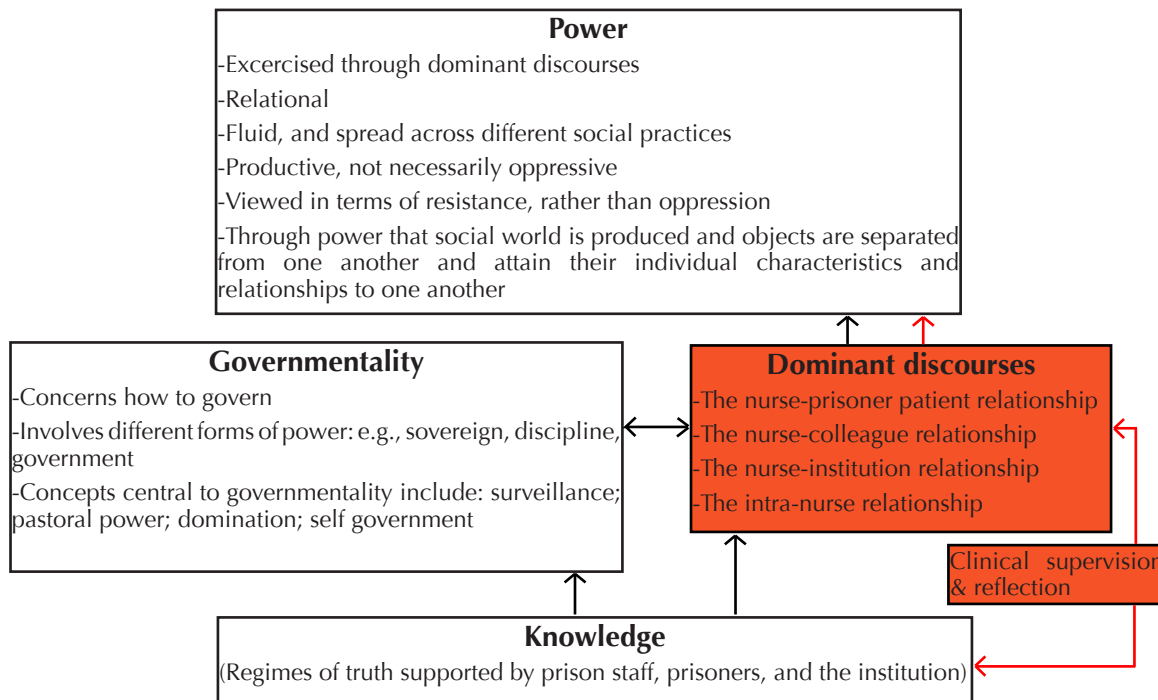 Power
-Excercised through dominant discourses
-Relational
-Fluid, and spread across different social practices
-Productive, not necessarily oppressive
-Viewed in terms of resistance, rather than oppression
-Through power that social world is produced and objects are separated
from one another and attain their individual characteristics and
relationships to one another
Governmentality
-Concerns how to govern
-Involves different forms of power: e.g., sovereign, discipline,
government
-Concepts central to governmentality include: surveillance;
pastoral power; domination; self government
Dominant discourses
-The nurse-prisoner patient relationship
-The nurse-colleague relationship
-The nurse-institution relationship
-The intra-nurse relationship
Clinical supervision
& reflection
Knowledge
(Regimes of truth supported by prison staff, prisoners, and the institution)